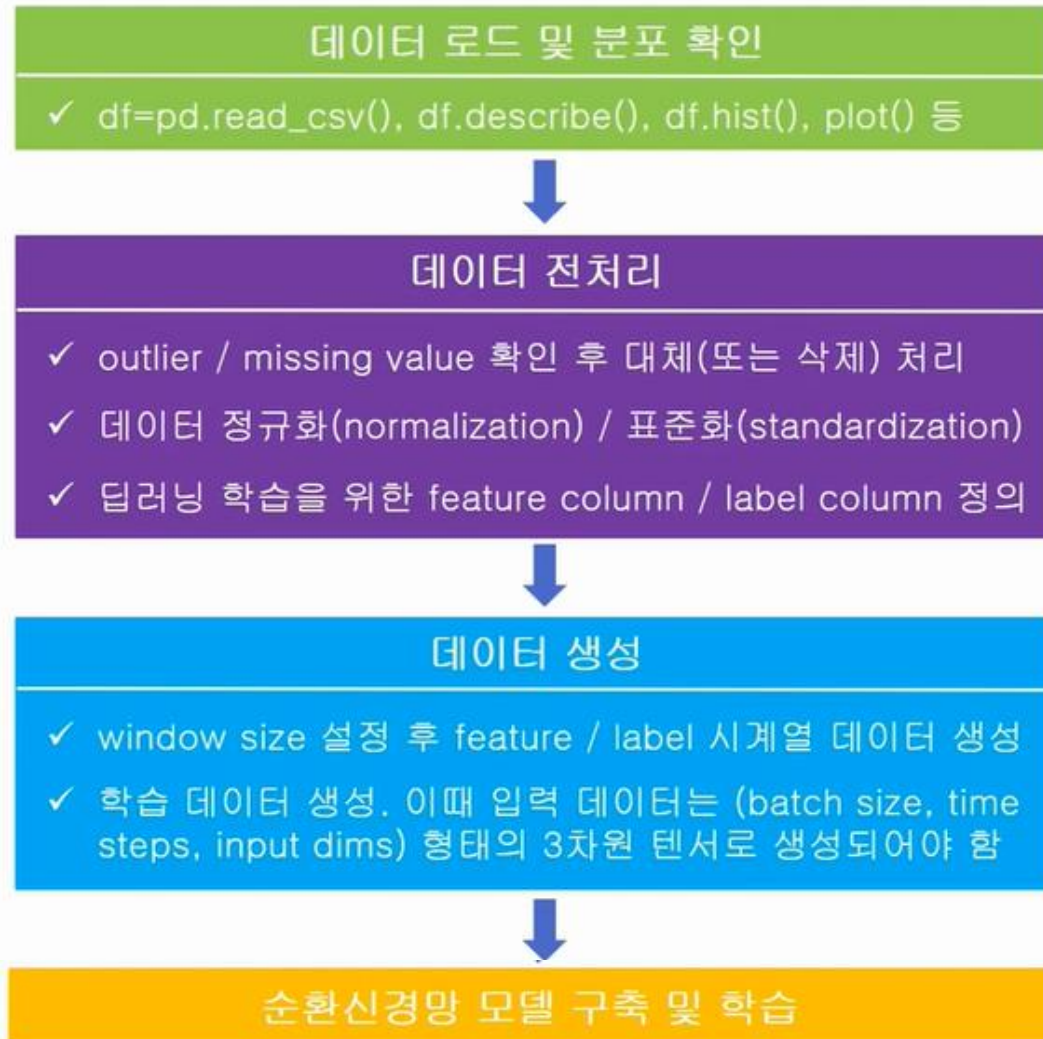 데이터 로드 및 분포 확인
✓ df=pd.read_csv(), df.describe(), df.hist(), plot() 등
데이터 전처리
✓ outlier / missing value 확인 후 대체(또는 삭제) 처리
✓ 데이터 정규화(normalization) / 표준화(standardization)
✓ 딥러닝 학습을 위한 feature column / label column 정의
데이터 생성
✓ window size 설정 후 feature / label 시계열 데이터 생성
✓ 학습 데이터 생성. 이때 입력 데이터는 (batch size, time
steps, input dims) 형태의 3차원 텐서로 생성되어야 함
순환신경망 모델 구축 및 학습